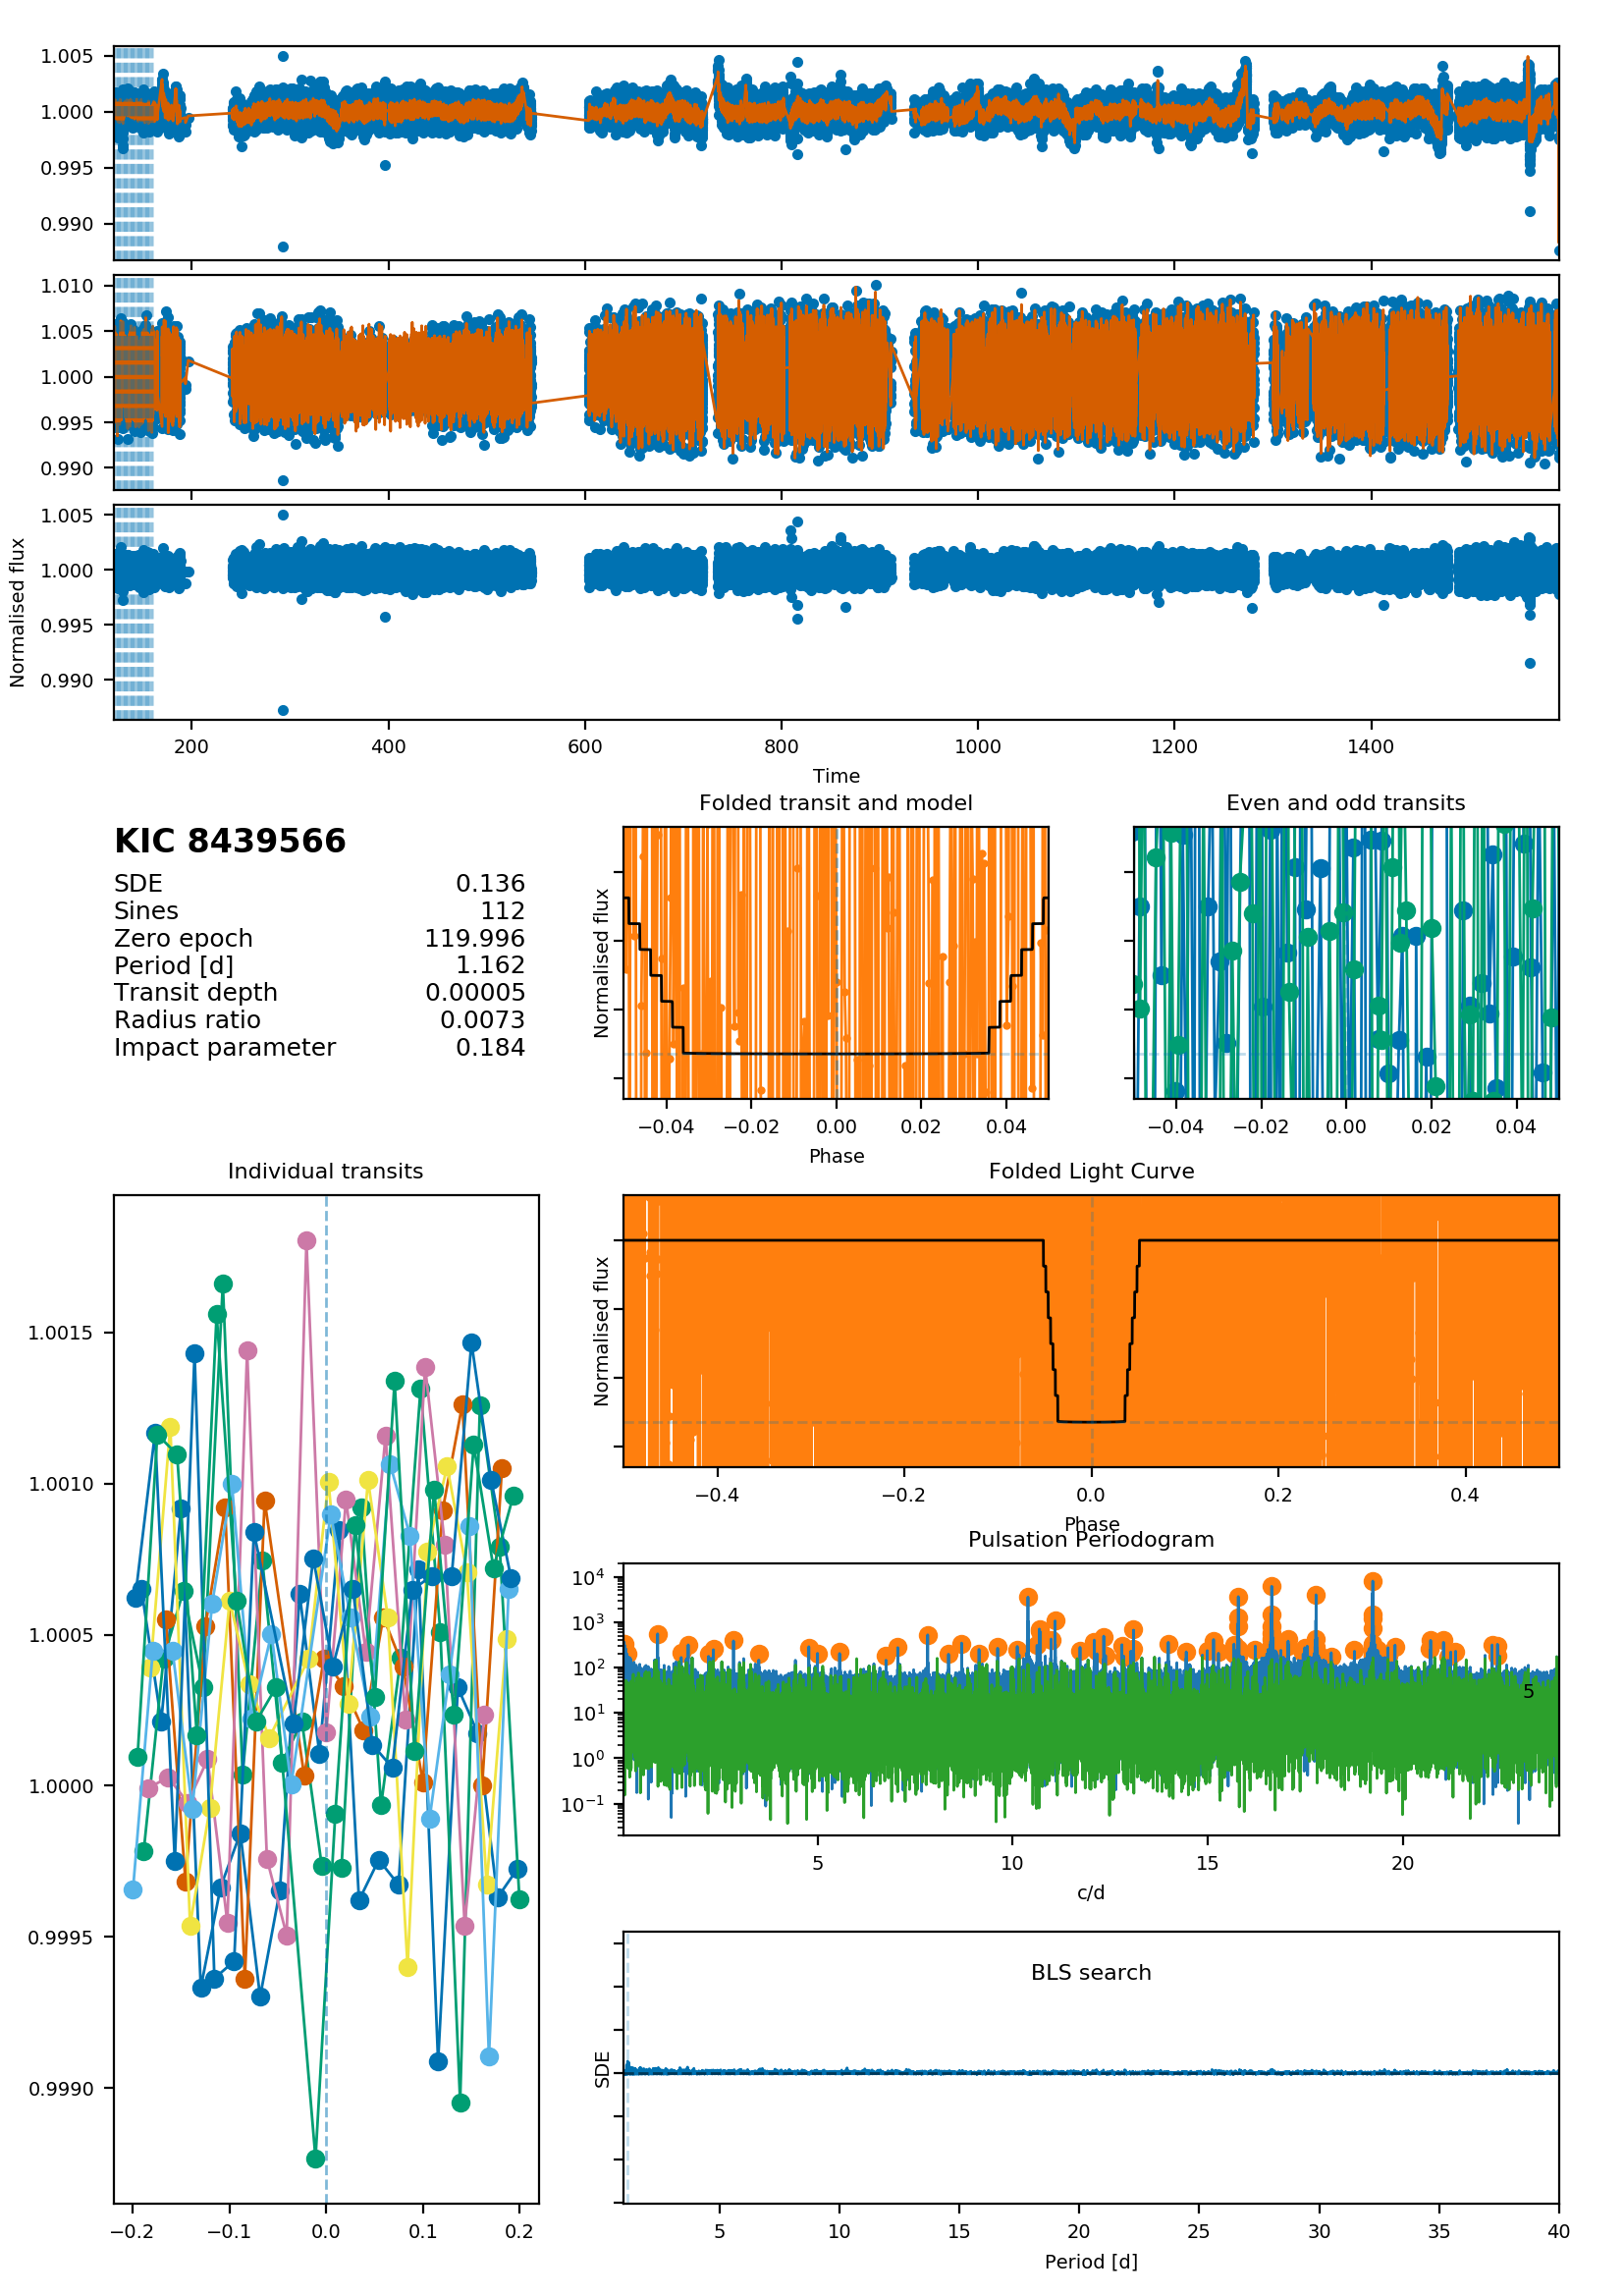 1.005
1.000
0.995
0.990
1.010
1.005
1.000
0.995
0.990
1.005
1.000
0.995
0.990
Normalised flux
200 400 600 800 1000 1200 1400
Time
KIC 8439566
SDE 0.136
Sines 112
Zero epoch 119.996
Period [d] 1.162
Transit depth 0.00005
Radius ratio 0.0073
Impact parameter 0.184
Folded transit and model
Normalised flux
−0.04 −0.02 0.00 0.02 0.04
Phase
Even and odd transits
−0.04 −0.02 0.00 0.02 0.04
Individual transits
1.0015
1.0010
1.0005
1.0000
0.9995
0.9990
−0.2 −0.1 0.0 0.1 0.2
Folded Light Curve
Normalised flux
−0.4 −0.2 0.0 0.2 0.4
Phase
Pulsation Periodogram
10⁴
10³
10²
10¹
10⁰
10⁻¹
5
5 10 15 20
c/d
BLS search
SDE
5 10 15 20 25 30 35 40
Period [d]